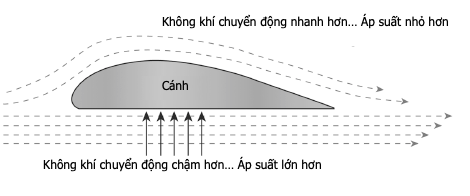 Không khí chuyển động nhanh hơn... Áp suất nhỏ hơn
Cánh
Không khí chuyển động chậm hơn... Áp suất lớn hơn